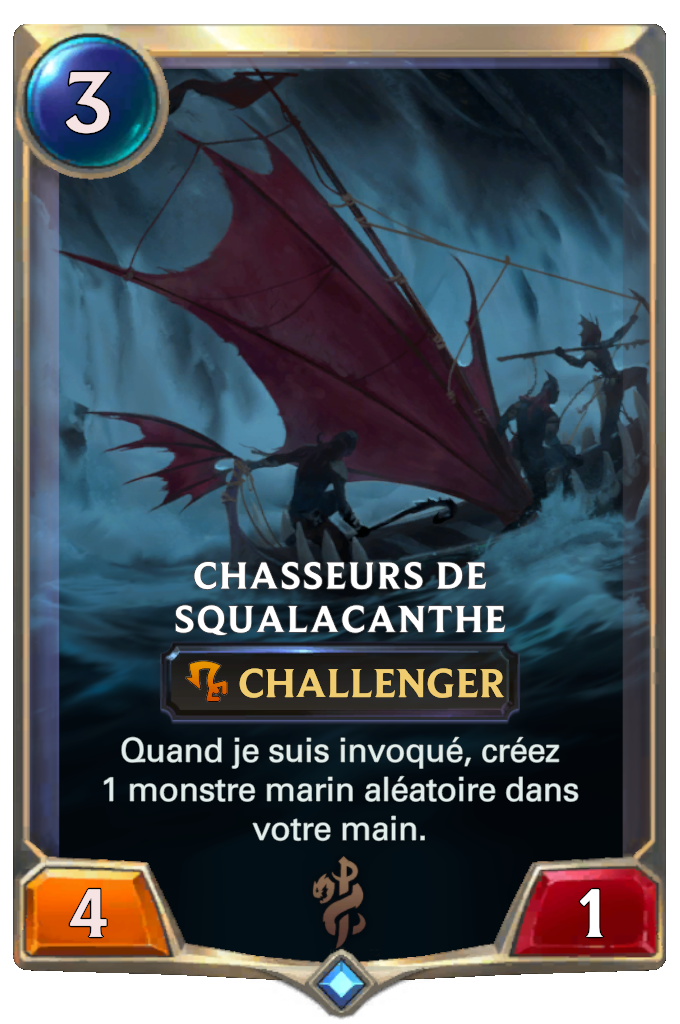 3
CHASSEURS DE
SQUALACANTHE
CHALLENGER
Quand je suis invoqué, créez
1 monstre marin aléatoire dans
votre main.
4
1